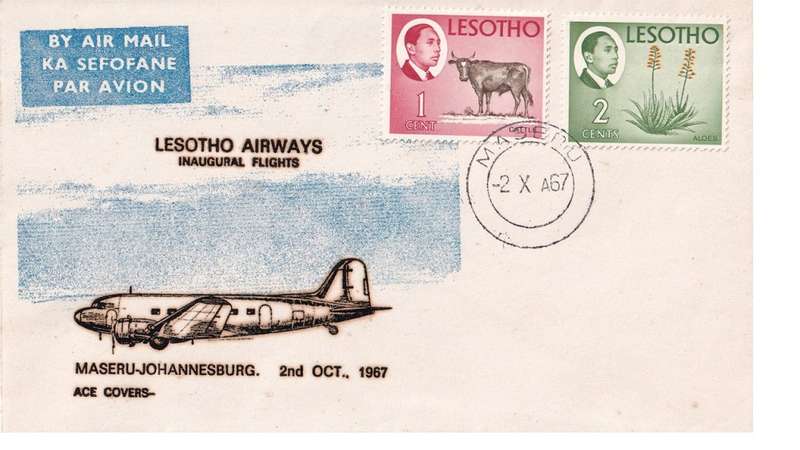 BY AIR MAIL
KA SEFOFANE
PAR AVION
LESOTHO
1
CENT
CATTLE
LESOTHO
2
CENTS
ALOES
MASERU
-2 X A67
LESOTHO AIRWAYS
INAUGURAL FLIGHTS
MASERU-JOHANNESBURG. 2nd OCT., 1967
ACE COVERS-